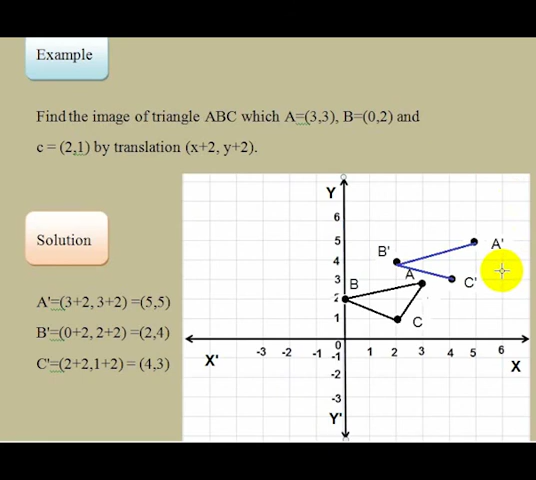 Example
Find the image of triangle ABC which A=(3,3), B=(0,2) and
c = (2,1) by translation (x+2, y+2).
Solution
A'=(3+2, 3+2) =(5,5)
B'=(0+2, 2+2) =(2,4)
C'=(2+2,1+2) = (4,3)
Y
6
5
4
3
2
1
0
-1
-2
-3
Y'
X'
-3 -2 -1 1 2 3 4 5 6
X
A'
B'
C'
A
B
C